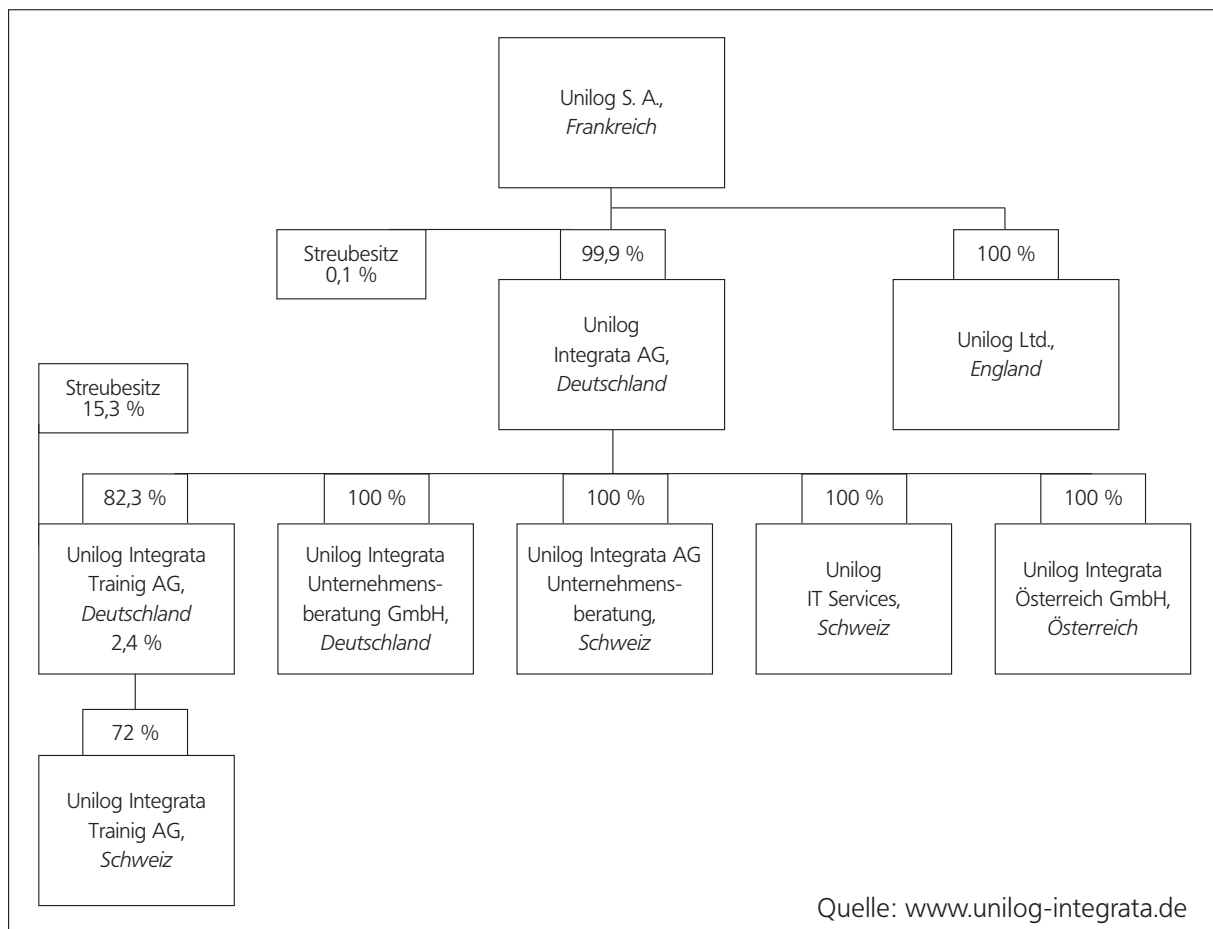 Unilog S. A.,
Frankreich
Streubesitz
0,1 %
99,9 %
100 %
Unilog
Integrata AG,
Deutschland
Unilog Ltd.,
England
Streubesitz
15,3 %
82,3 %
100 %
100 %
100 %
100 %
Unilog Integrata
Trainig AG,
Deutschland
2,4 %
Unilog Integrata
Unternehmens-
beratung GmbH,
Deutschland
Unilog Integrata AG
Unternehmens-
beratung,
Schweiz
Unilog
IT Services,
Schweiz
Unilog Integrata
Österreich GmbH,
Österreich
72 %
Unilog Integrata
Trainig AG,
Schweiz
Quelle: www.unilog-integrata.de